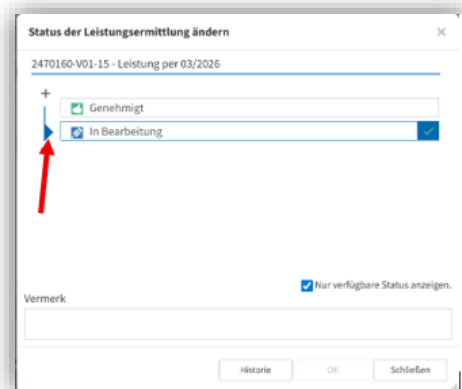 Status der Leistungsermittlung ändern
2470160-V01-15 - Leistung per 03/2026
Genehmigt
In Bearbeitung
Nur verfügbare Status anzeigen.
Vermerk
Historie OK Schließen